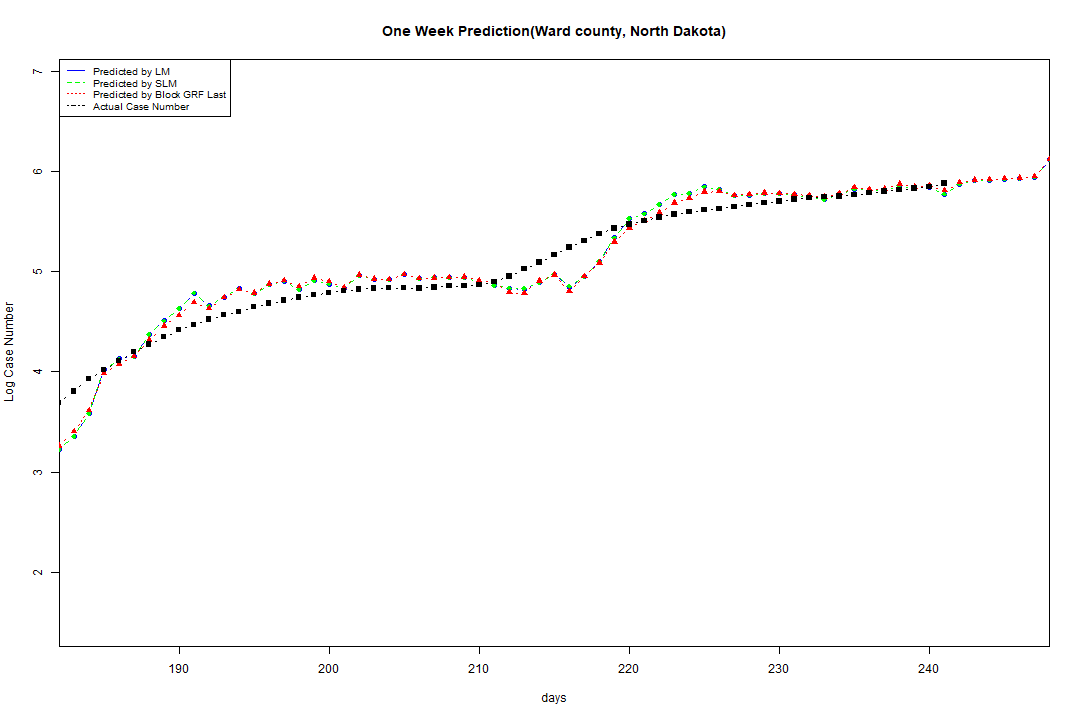 One Week Prediction(Ward county, North Dakota)
Predicted by LM
Predicted by SLM
Predicted by Block GRF Last
Actual Case Number
7
6
5
4
3
2
Log Case Number
190 200 210 220 230 240
days